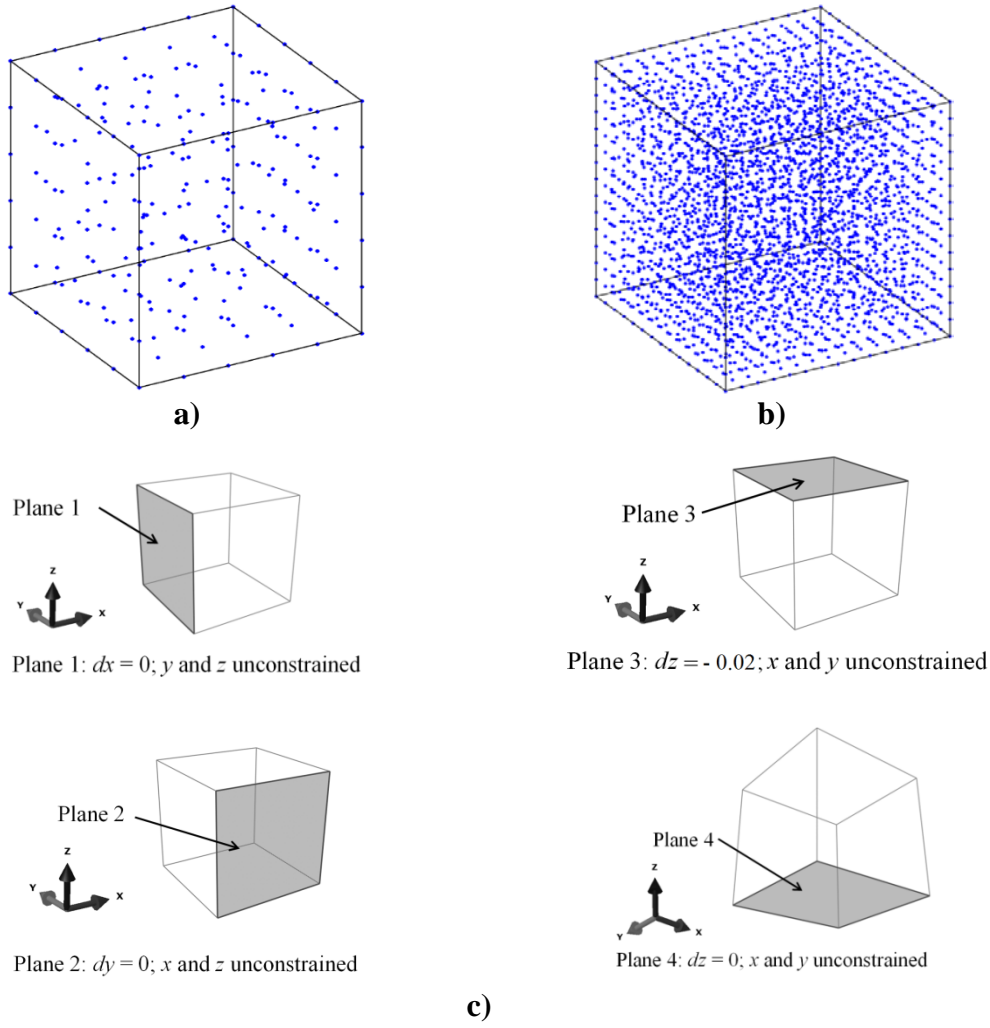 a)
b)
Plane 1
Z
Y
X
Plane 1: dx = 0; y and z unconstrained
Plane 3
Z
Y
X
Plane 3: dz = - 0.02; x and y unconstrained
Plane 2
Z
Y
X
Plane 2: dy = 0; x and z unconstrained
Plane 4
Z
Y
X
Plane 4: dz = 0; x and y unconstrained
c)